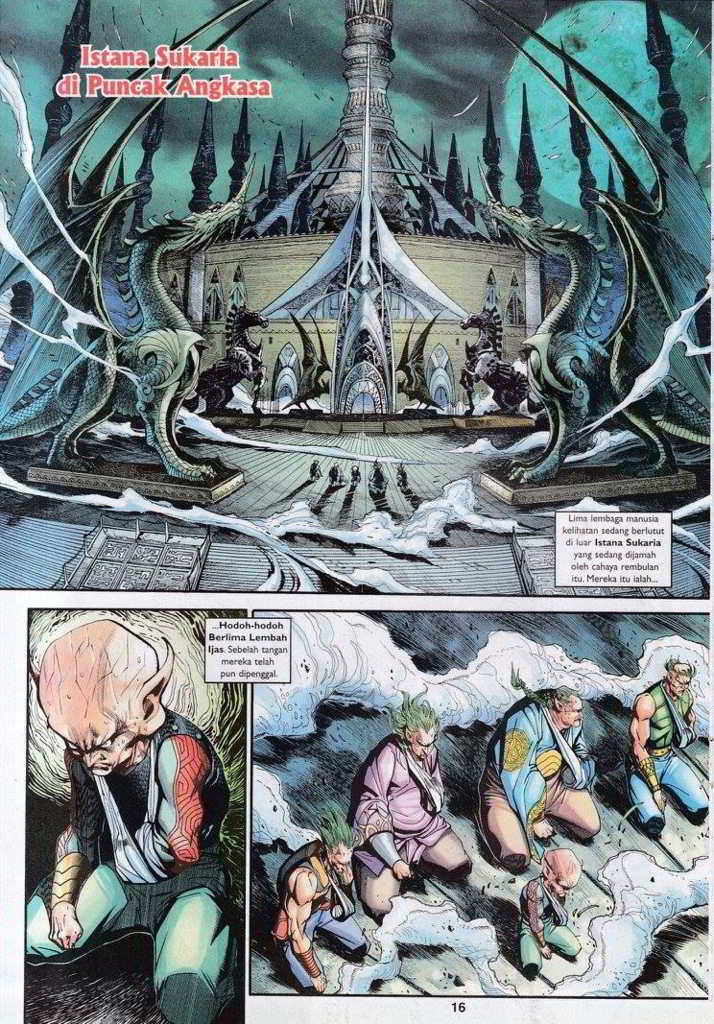 Istana Sukaria
di Puncak Angkasa
Lima lembaga manusia
kelihatan sedang berlutut
di luar Istana Sukaria
yang sedang dijamah
oleh cahaya rembulan
itu. Mereka itu ialah...
...Hodoh-hodoh
Berlima Lembah
Ijas. Sebelah tangan
mereka telah
pun dipenggal.
16